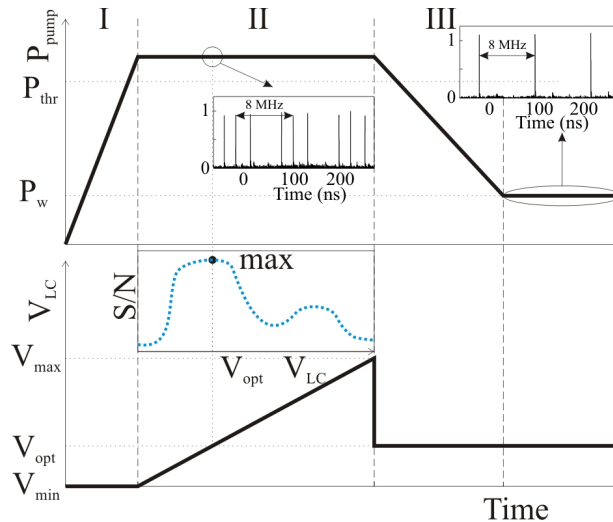 I II III
P_pump
P_thr
P_w
1
0
8 MHz
0 100 200
Time (ns)
1
0
8 MHz
0 100 200
Time (ns)
V_LC
S/N
max
V_opt V_LC
V_max
V_opt
V_min
Time